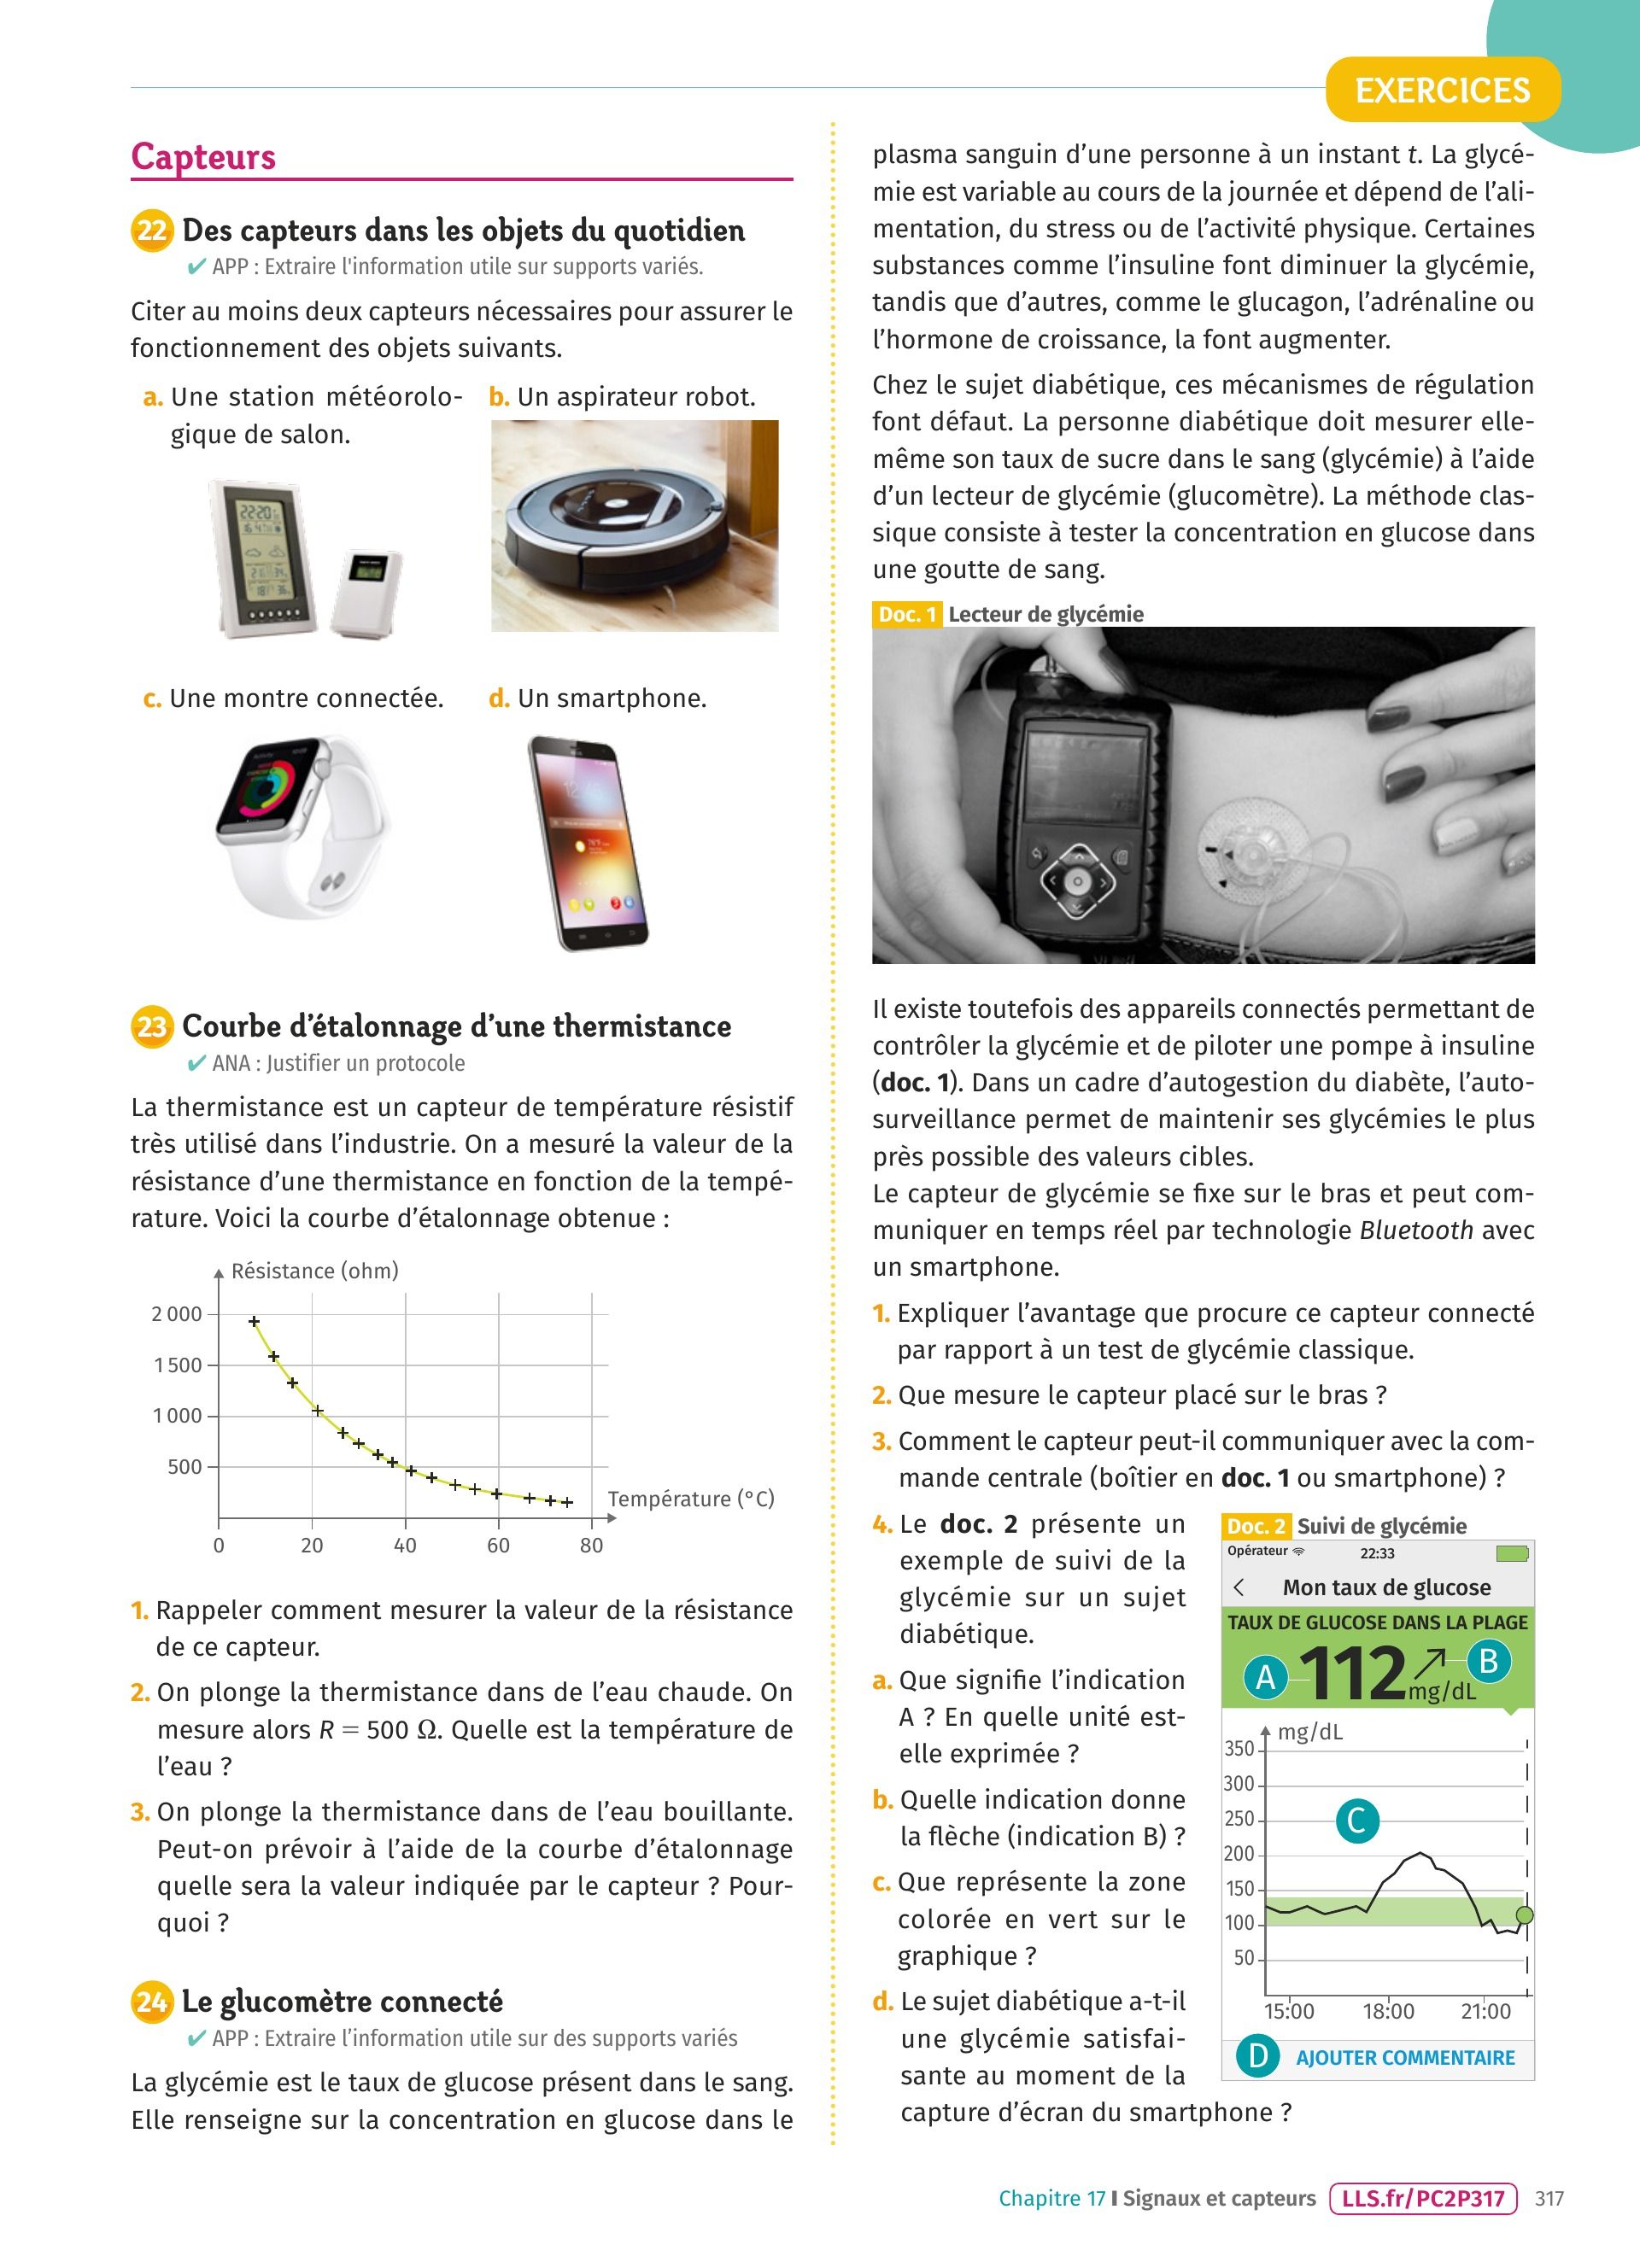 EXERCICES
Capteurs
22 Des capteurs dans les objets du quotidien
✔ APP : Extraire l'information utile sur supports variés.
Citer au moins deux capteurs nécessaires pour assurer le
fonctionnement des objets suivants.
a. Une station météorolo-
gique de salon.
b. Un aspirateur robot.
22:20
c. Une montre connectée.
d. Un smartphone.
23 Courbe d'étalonnage d'une thermistance
✔ ANA : Justifier un protocole
La thermistance est un capteur de température résistif
très utilisé dans l'industrie. On a mesuré la valeur de la
résistance d'une thermistance en fonction de la tempé-
rature. Voici la courbe d'étalonnage obtenue :
Résistance (ohm)
2 000
1 500
1 000
500
Température (°C)
0 20 40 60 80
1. Rappeler comment mesurer la valeur de la résistance
de ce capteur.
2. On plonge la thermistance dans de l'eau chaude. On
mesure alors R = 500 Ω. Quelle est la température de
l'eau ?
3. On plonge la thermistance dans de l'eau bouillante.
Peut-on prévoir à l'aide de la courbe d'étalonnage
quelle sera la valeur indiquée par le capteur ? Pour-
quoi ?
24 Le glucomètre connecté
✔ APP : Extraire l'information utile sur des supports variés
La glycémie est le taux de glucose présent dans le sang.
Elle renseigne sur la concentration en glucose dans le
plasma sanguin d'une personne à un instant t. La glycé-
mie est variable au cours de la journée et dépend de l'ali-
mentation, du stress ou de l'activité physique. Certaines
substances comme l'insuline font diminuer la glycémie,
tandis que d'autres, comme le glucagon, l'adrénaline ou
l'hormone de croissance, la font augmenter.
Chez le sujet diabétique, ces mécanismes de régulation
font défaut. La personne diabétique doit mesurer elle-
même son taux de sucre dans le sang (glycémie) à l'aide
d'un lecteur de glycémie (glucomètre). La méthode clas-
sique consiste à tester la concentration en glucose dans
une goutte de sang.
Doc. 1 Lecteur de glycémie
Il existe toutefois des appareils connectés permettant de
contrôler la glycémie et de piloter une pompe à insuline
(doc. 1). Dans un cadre d'autogestion du diabète, l'auto-
surveillance permet de maintenir ses glycémies le plus
près possible des valeurs cibles.
Le capteur de glycémie se fixe sur le bras et peut com-
muniquer en temps réel par technologie Bluetooth avec
un smartphone.
1. Expliquer l'avantage que procure ce capteur connecté
par rapport à un test de glycémie classique.
2. Que mesure le capteur placé sur le bras ?
3. Comment le capteur peut-il communiquer avec la com-
mande centrale (boîtier en doc. 1 ou smartphone) ?
4. Le doc. 2 présente un
exemple de suivi de la
glycémie sur un sujet
diabétique.
a. Que signifie l'indication
A ? En quelle unité est-
elle exprimée ?
b. Quelle indication donne
la flèche (indication B) ?
c. Que représente la zone
colorée en vert sur le
graphique ?
d. Le sujet diabétique a-t-il
une glycémie satisfai-
sante au moment de la
capture d'écran du smartphone ?
Doc. 2 Suivi de glycémie
Opérateur 22:33
Mon taux de glucose
TAUX DE GLUCOSE DANS LA PLAGE
A 112 mg/dL B
mg/dL
350
300
250
200
150
100
50
C
15:00 18:00 21:00
D AJOUTER COMMENTAIRE
Chapitre 17 I Signaux et capteurs LLS.fr/PC2P317 317